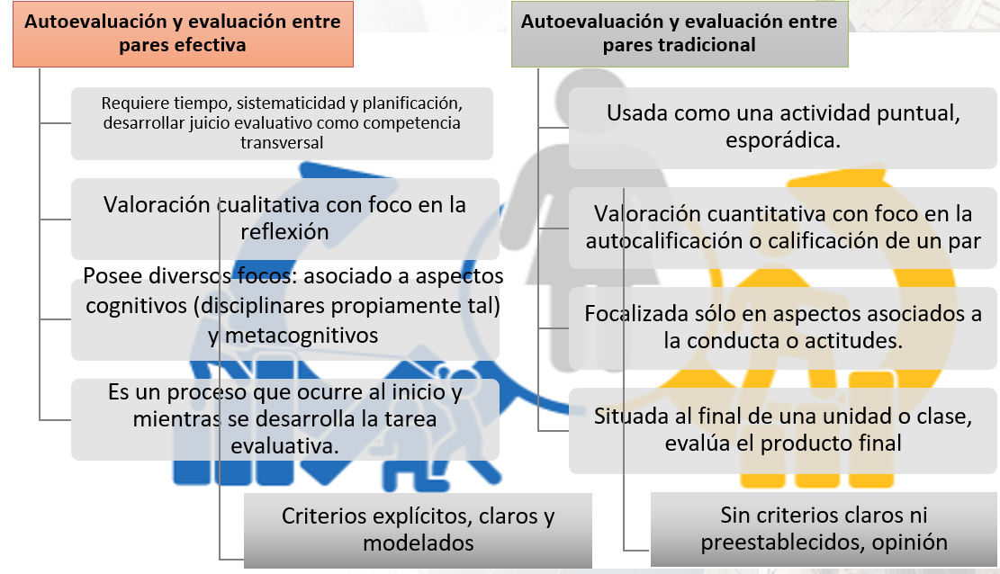 Autoevaluación y evaluación entre
pares efectiva
Requiere tiempo, sistematicidad y planificación,
desarrollar juicio evaluativo como competencia
transversal
Valoración cualitativa con foco en la
reflexión
Posee diversos focos: asociado a aspectos
cognitivos (disciplinares propiamente tal)
y metacognitivos
Es un proceso que ocurre al inicio y
mientras se desarrolla la tarea
evaluativa.
Criterios explícitos, claros y
modelados
Autoevaluación y evaluación entre
pares tradicional
Usada como una actividad puntual,
esporádica.
Valoración cuantitativa con foco en la
autocalificación o calificación de un par
Focalizada sólo en aspectos asociados a
la conducta o actitudes.
Situada al final de una unidad o clase,
evalúa el producto final
Sin criterios claros ni
preestablecidos, opinión